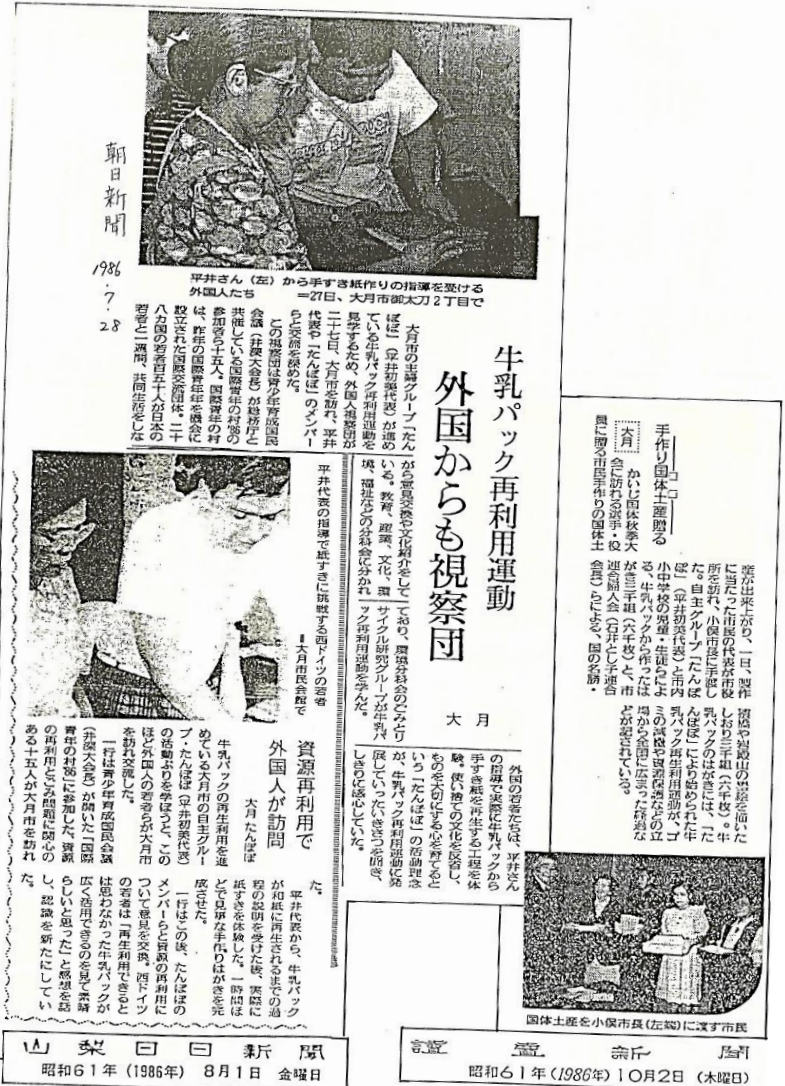 朝日新聞
1986・7・28
平井さん(左)から手すき紙作りの指導を受ける
外国人たち =27日、大月市御太刀2丁目で
牛乳パック再利用運動
外国からも視察団
大月
大月市の主婦グループ「たん
ぽぽ」(平井初美代表)が進め
ている牛乳パック再利用運動を
見学するため、外国人視察団が
二十七日、大月市を訪れ、平井
代表や「たんぽぽ」のメンバー
らと交流を深めた。
この視察団は青少年育成国民
会議(井深大会長)が総務庁と
共催している国際青年の村'86の
参加者ら十五人。国際青年の村
は、昨年の国際青年年を機会に
設立された国際交流団体。二十
八カ国の若者百五十人が日本の
若者と一週間、共同生活をしな
がら意見交換や文化紹介をして
いる。教育、産業、文化、環
境、福祉などの分科会に分かれ
ており、環境分科会のごみとリ
サイクル研究グループが牛乳パ
ック再利用運動を学んだ。
外国の若者たちは、平井さん
の指導で実際に牛乳パックから
手すき紙を再生する工程を体
験。使い捨ての文化を反省し、
ものを大切にする心を育てると
いう「たんぽぽ」の活動理念
が、牛乳パック再利用運動に発
展していったいきさつを聞き、
しきりに感心していた。
平井代表の指導で紙すきに挑戦する西ドイツの若者
=大月市民会館で
資源再利用で
外国人が訪問
大月 たんぽぽ
牛乳パックの再生利用を進
めている大月市の自主グルー
プ・たんぽぽ(平井初美代表)
の活動ぶりを学ぼうと、この
ほど外国人の若者らが大月市
を訪れ交流した。
一行は青少年育成国民会議
(井深大会長)が開いた「国際
青年の村'86」に参加した、資源
の再利用とごみ問題に関心の
ある十五人が大月市を訪れ
た。
平井代表から、牛乳パック
が和紙に再生されるまでの過
程の説明を受けた後、実際に
紙すきを体験した。一時間ほ
どで見事な手作りはがきを完
成させた。
一行はこの後、たんぽぽの
メンバーらと資源の再利用に
ついて意見を交換。西ドイツ
の若者は「再生利用できると
は思わなかった牛乳パックが
広く活用できるのを見て素晴
らしいと思った」と感想を話
し、認識を新たにしてい
た。
山梨日日新聞
昭和61年(1986年) 8月1日 金曜日
手作り国体土産贈る
大月
かいじ国体秋季大
会に訪れる選手・役
員に贈る市民手作りの国体土
産が出来上がり、一日、製作
に当たった市民の代表が市役
所を訪れ、小俣市長に手渡し
た。自主グループ「たんぽ
ぽ」(平井初美代表)と市内
小中学校の児童・生徒らによ
る、牛乳パックから作ったは
がき三千組(六千枚)と、市
連合婦人会(石井とし子連合
会長)らによる、国の名勝・
猿橋や岩殿山の墨絵を描いた
しおり三千組(六千枚)。牛
乳パックのはがきには、「た
んぽぽ」により始められた牛
乳パック再生利用運動が、ゴ
ミの減量や資源保護などの立
場から全国に広まった経過な
どが記されている。
国体土産を小俣市長(左端)に渡す市民
読売新聞
昭和61年(1986年) 10月2日 (木曜日)